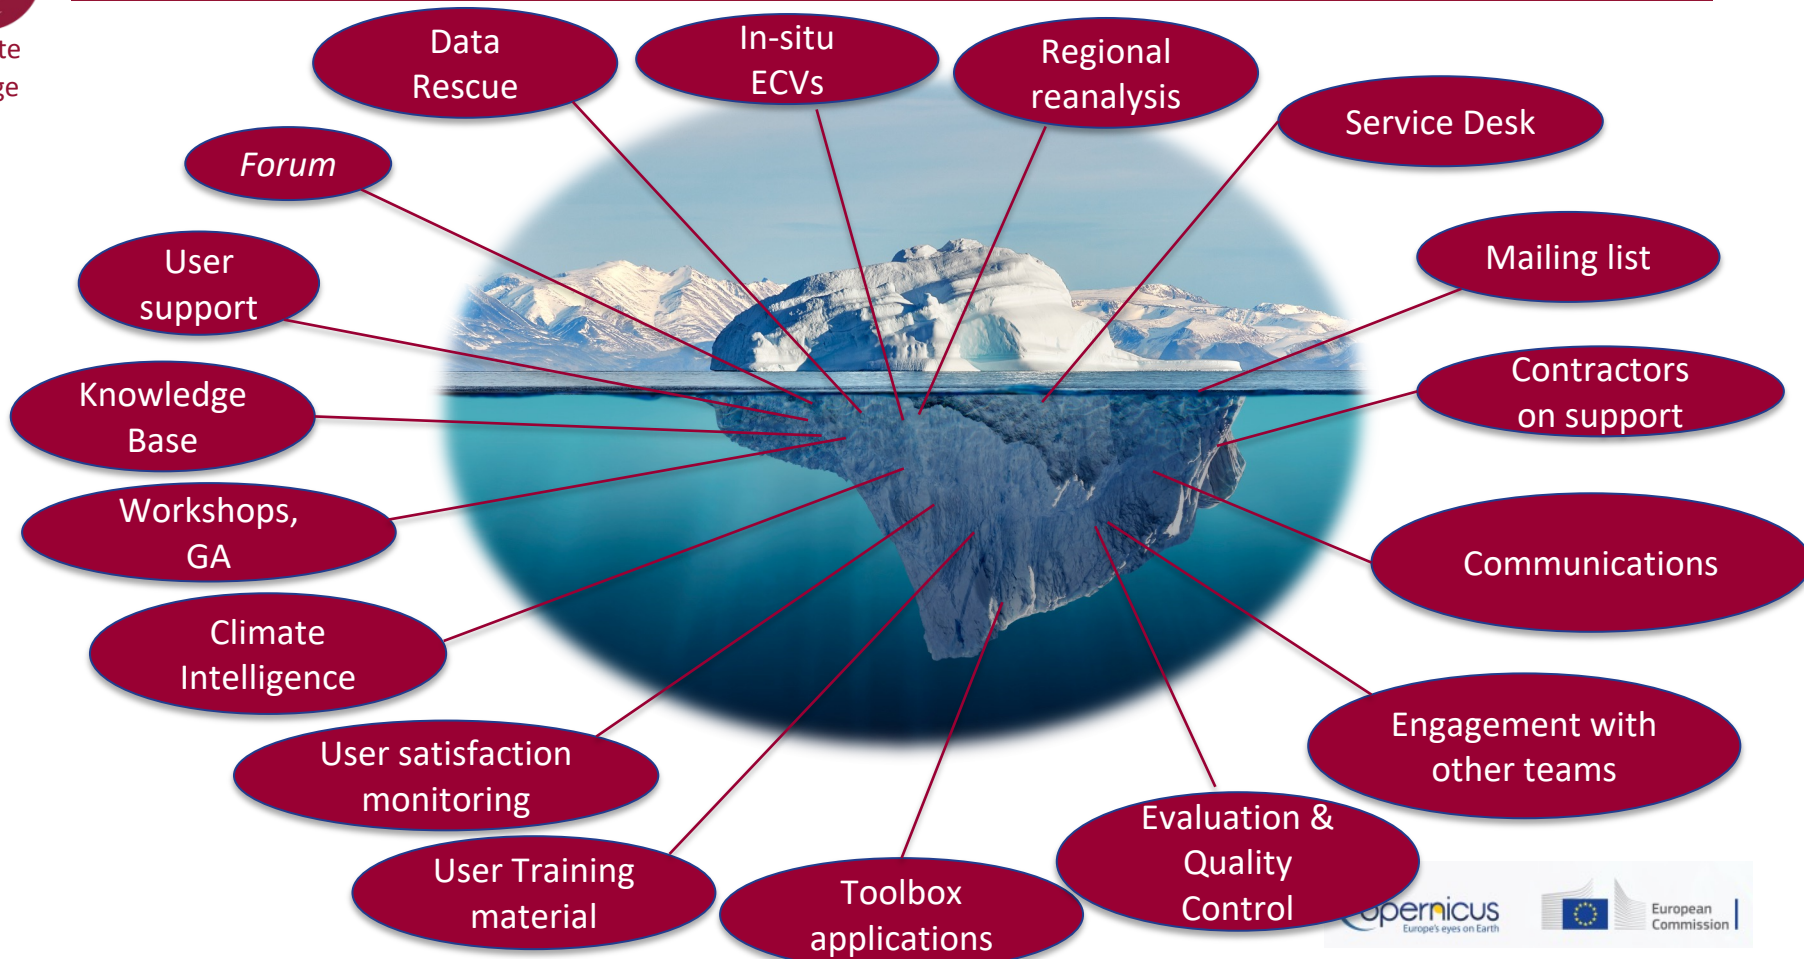 te
ge
Data
Rescue
In-situ
ECVs
Regional
reanalysis
Service Desk
Forum
Mailing list
User
support
Contractors
on support
Knowledge
Base
Workshops,
GA
Communications
Climate
Intelligence
Engagement with
other teams
User satisfaction
monitoring
Evaluation &
Quality
Control
User Training
material
Toolbox
applications
opernicus
Europe's eyes on Earth
European
Commission